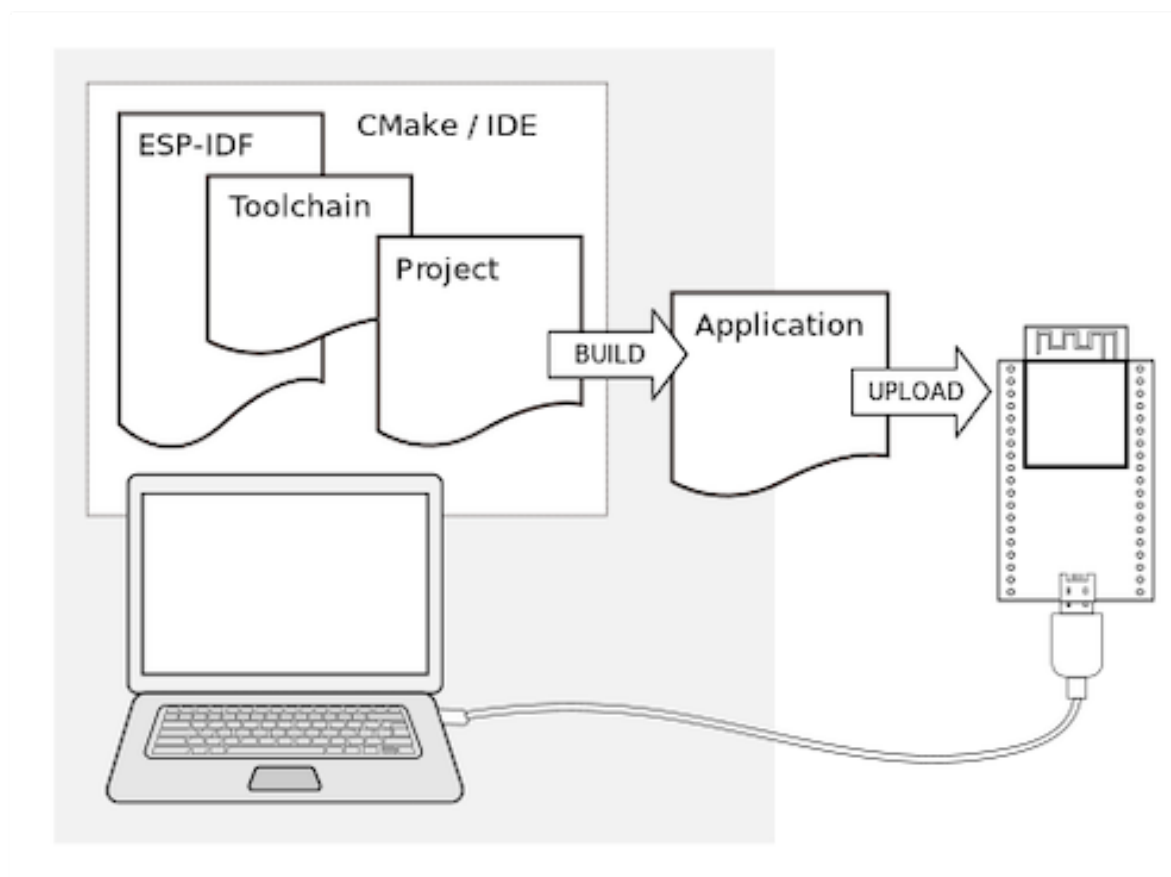 CMake / IDE
ESP-IDF
Toolchain
Project
BUILD
Application
UPLOAD